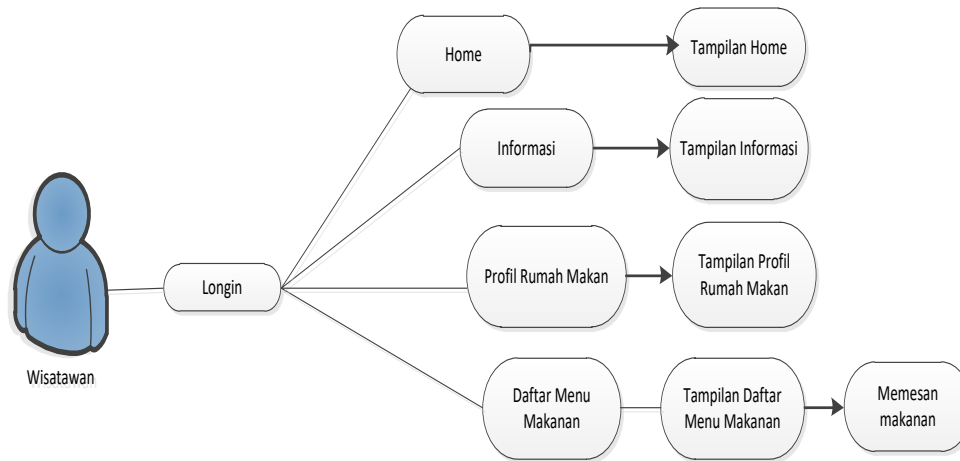 Home
Tampilan Home
Informasi
Tampilan Informasi
Wisatawan
Longin
Profil Rumah Makan
Tampilan Profil
Rumah Makan
Daftar Menu
Makanan
Tampilan Daftar
Menu Makanan
Memesan
makanan